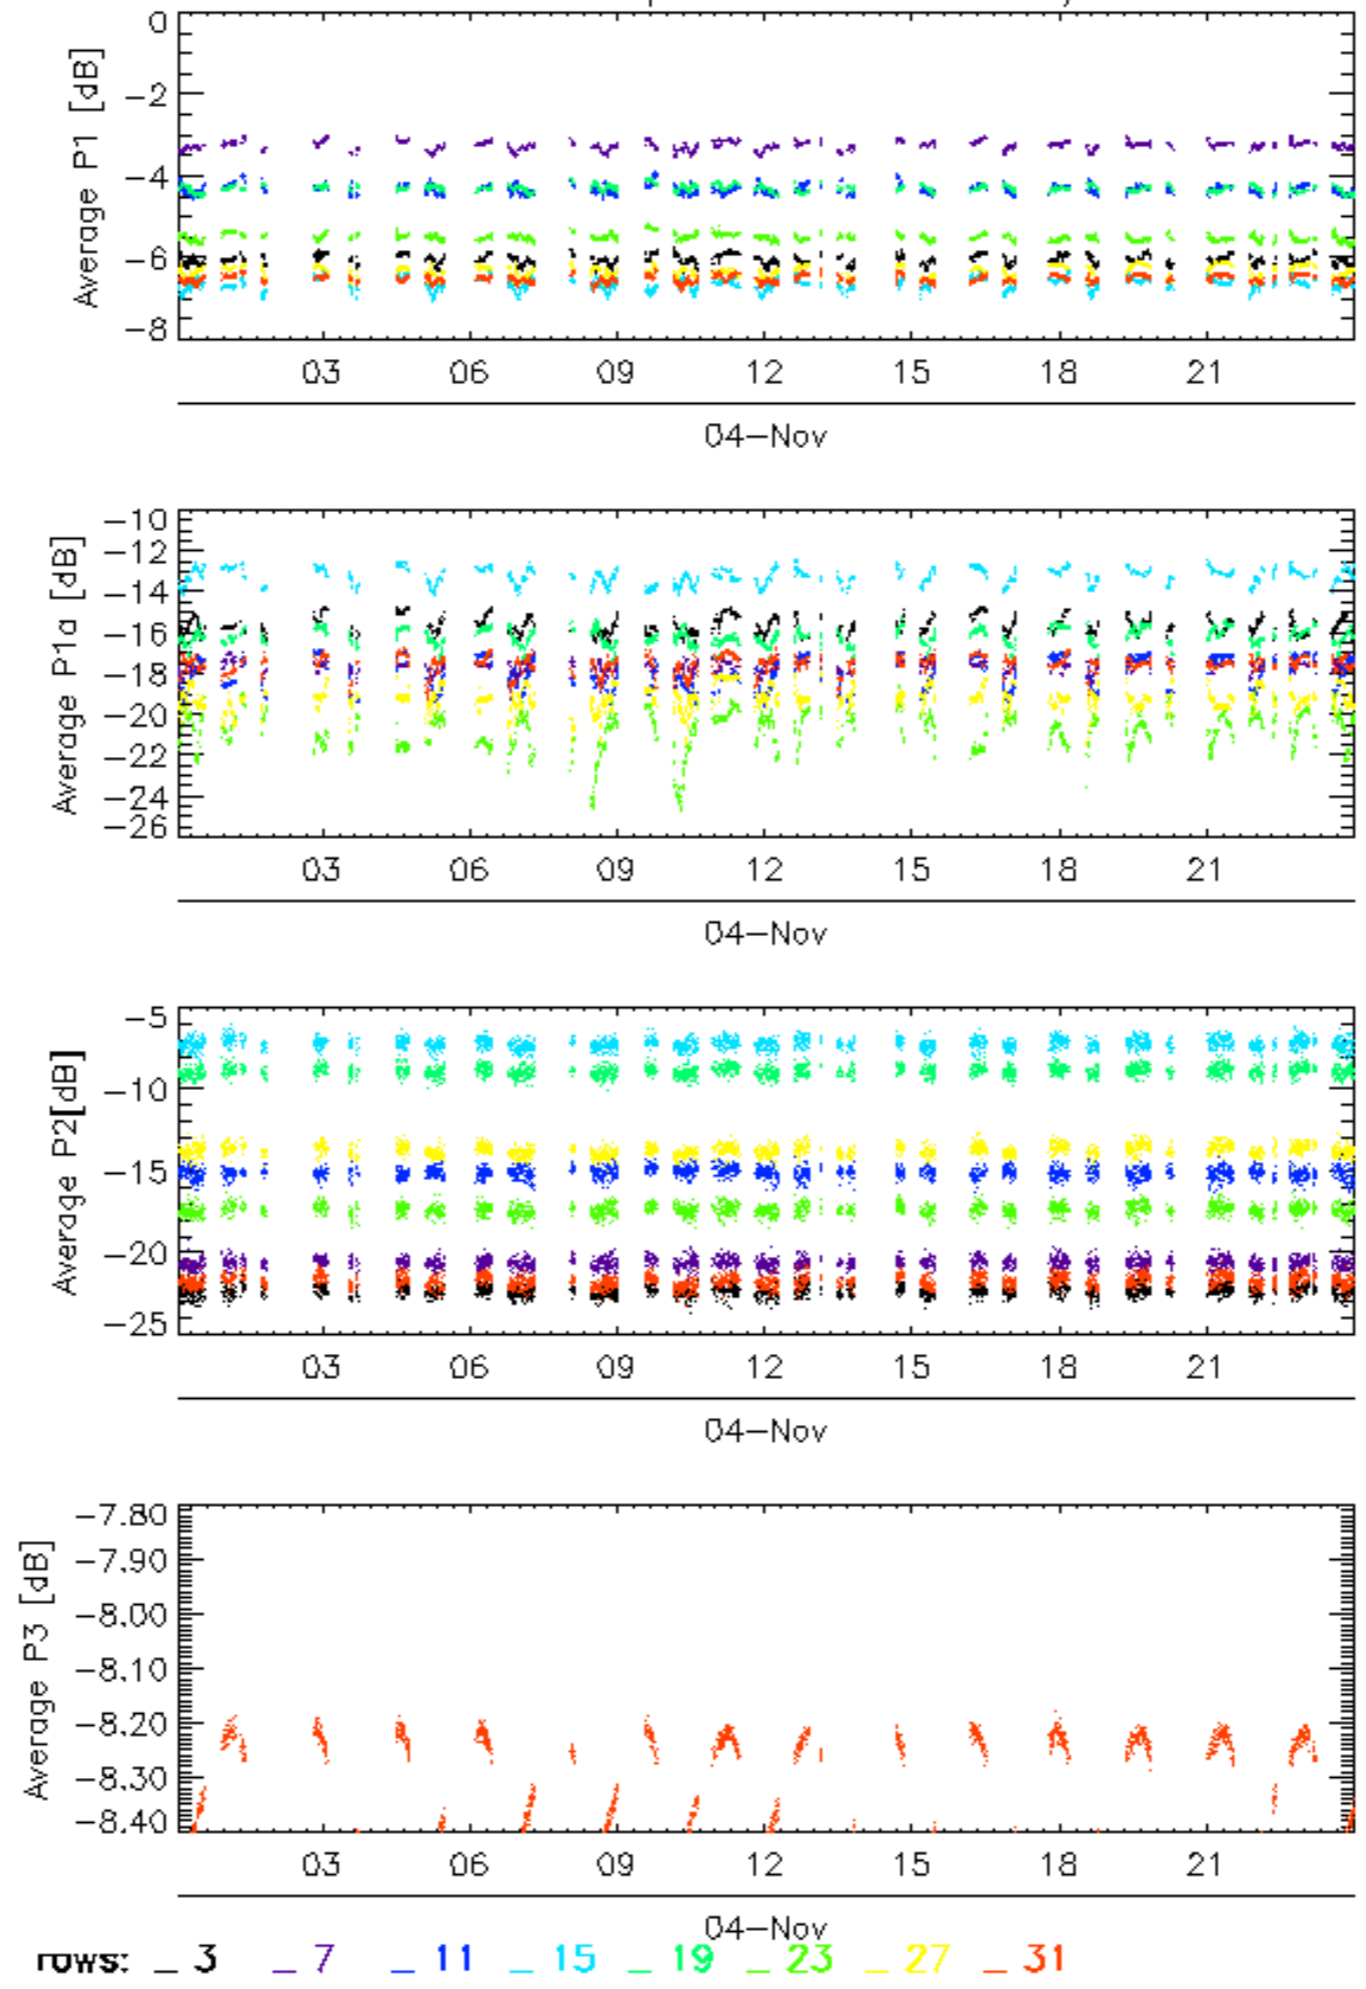 0
−2
−4
−6
−8
Average P1 [dB]
03 06 09 12 15 18 21
04−Nov
−10
−12
−14
−16
−18
−20
−22
−24
−26
Average P1a [dB]
03 06 09 12 15 18 21
04−Nov
−5
−10
−15
−20
−25
Average P2[dB]
03 06 09 12 15 18 21
04−Nov
−7.80
−7.90
−8.00
−8.10
−8.20
−8.30
−8.40
Average P3 [dB]
03 06 09 12 15 18 21
04−Nov
rows: _ 3 _ 7 _ 11 _ 15 _ 19 _ 23 _ 27 _ 31